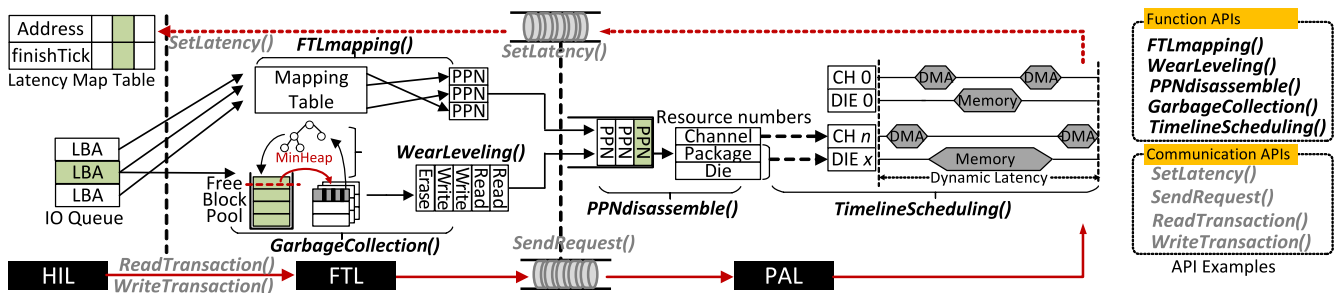 Address
finishTick
Latency Map Table
SetLatency()
FTLmapping()
Mapping
Table
PPN
PPN
PPN
SetLatency()
LBA
LBA
LBA
IO Queue
MinHeap
Free
Block
Pool
WearLeveling()
Erase
Write
Write
Read
Read
GarbageCollection()
PPN
PPN
PPN
Resource numbers
Channel
Package
Die
PPNdisassemble()
CH 0
DIE 0
CH n
DIE x
DMA
DMA
Memory
DMA
DMA
Memory
Dynamic Latency
TimelineScheduling()
SendRequest()
HIL
ReadTransaction()
WriteTransaction()
FTL
PAL
Function APIs
FTLmapping()
WearLeveling()
PPNdisassemble()
GarbageCollection()
TimelineScheduling()
Communication APIs
SetLatency()
SendRequest()
ReadTransaction()
WriteTransaction()
API Examples